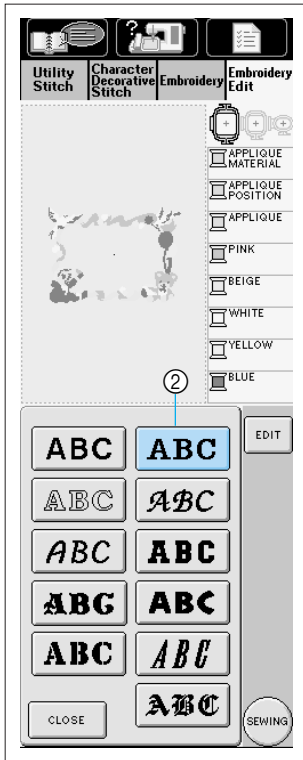 Utility
Stitch
Character
Decorative
Stitch
Embroidery
Embroidery
Edit
APPLIQUE
MATERIAL
APPLIQUE
POSITION
APPLIQUE
PINK
BEIGE
WHITE
YELLOW
BLUE
②
EDIT
ABC ABC
ABC ABC
ABC ABC
ABC ABC
ABC ABC
ABC
CLOSE
SEWING